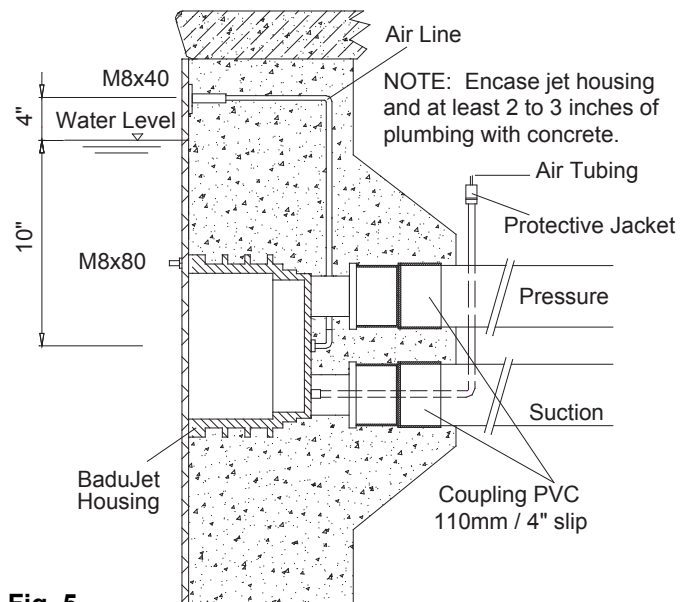 Air Line
M8x40
NOTE: Encase jet housing
and at least 2 to 3 inches of
plumbing with concrete.
4"
Water Level
Air Tubing
Protective Jacket
10"
M8x80
Pressure
Suction
BaduJet
Housing
Coupling PVC
110mm / 4" slip
Fig. 5